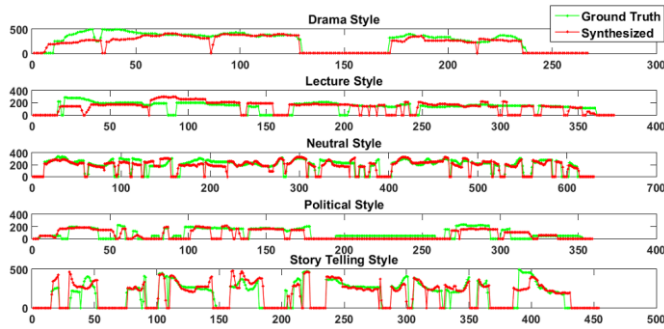 Drama Style
Ground Truth
Synthesized
500
0
0 50 100 150 200 250 300
Lecture Style
400
200
0
0 50 100 150 200 250 300 350 400
Neutral Style
400
200
0
0 100 200 300 400 500 600 700
Political Style
400
200
0
0 50 100 150 200 250 300 350 400
Story Telling Style
500
0
0 50 100 150 200 250 300 350 400 450 500